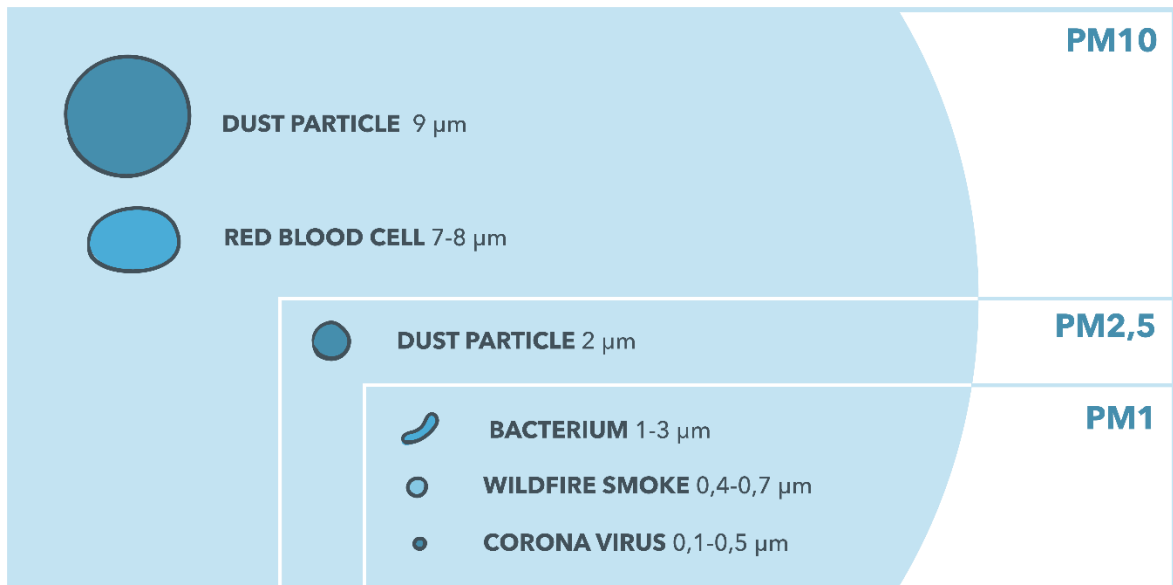 PM10
DUST PARTICLE 9 µm
RED BLOOD CELL 7-8 µm
PM2,5
DUST PARTICLE 2 µm
PM1
BACTERIUM 1-3 µm
WILDFIRE SMOKE 0,4-0,7 µm
CORONA VIRUS 0,1-0,5 µm